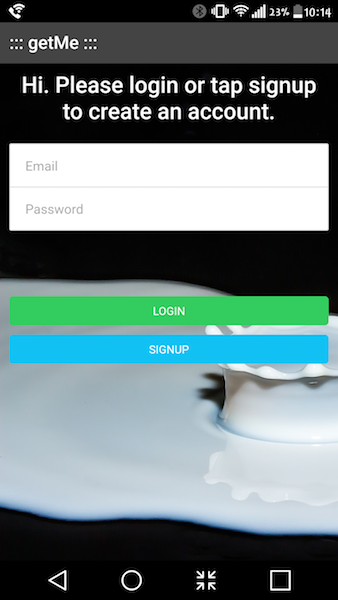 23% 10:14
::: getMe :::
Hi. Please login or tap signup
to create an account.
Email
Password
LOGIN
SIGNUP